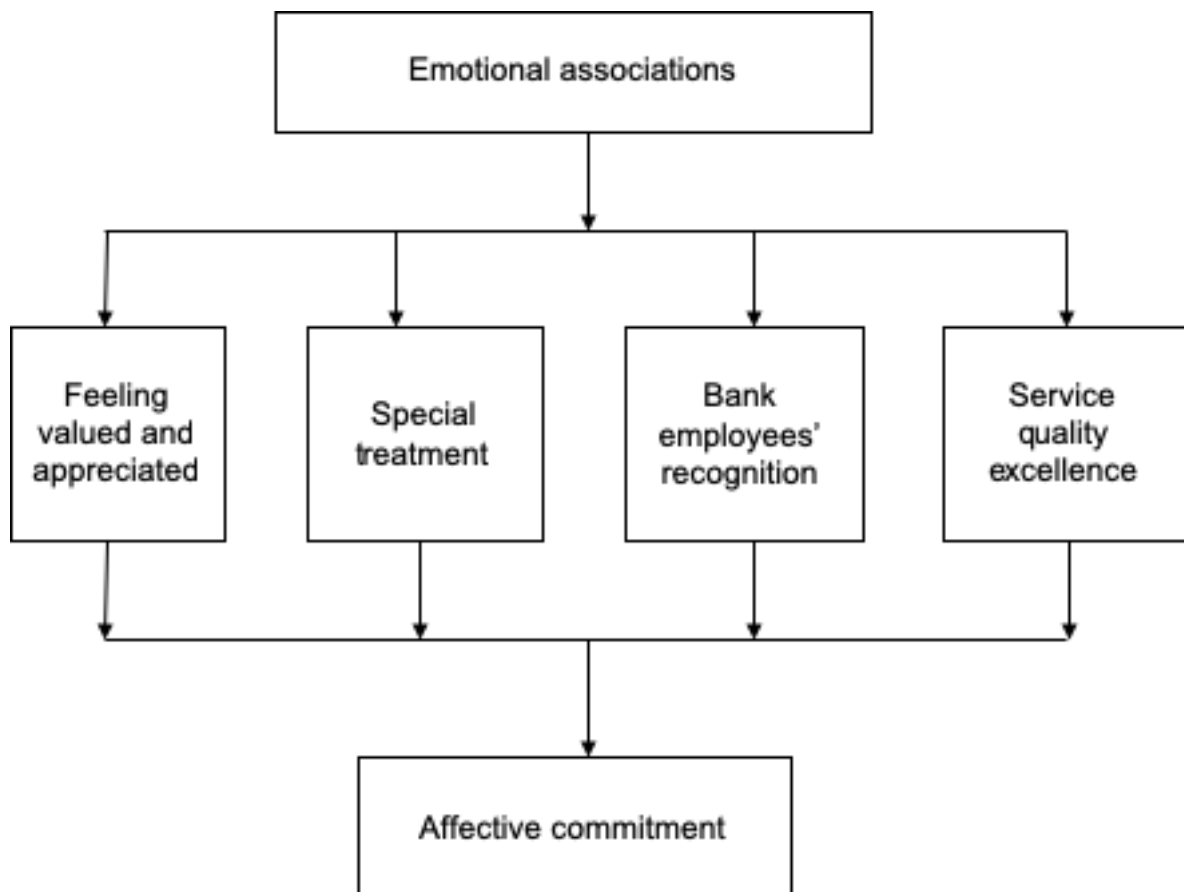 Emotional associations
Feeling
valued and
appreciated
Special
treatment
Bank
employees’
recognition
Service
quality
excellence
Affective commitment